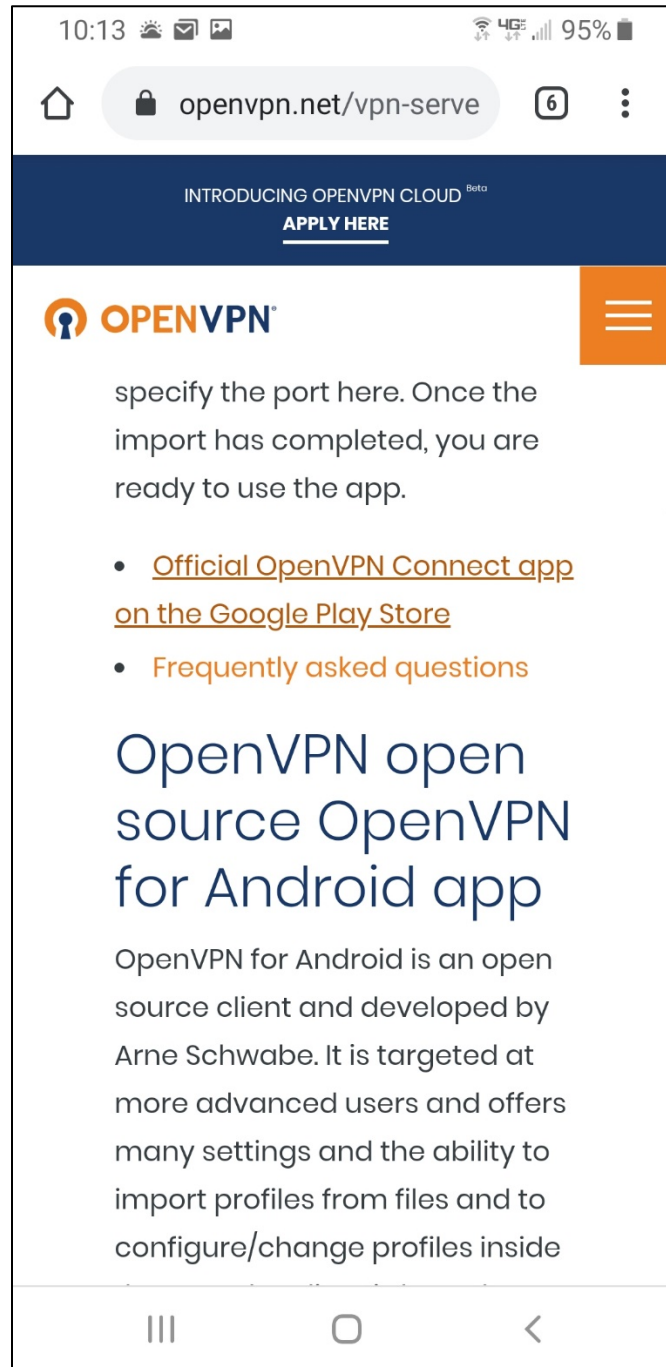 10:13
4GE
95%
openvpn.net/vpn-serve
6
INTRODUCING OPENVPN CLOUD Beta
APPLY HERE
OPENVPN
specify the port here. Once the
import has completed, you are
ready to use the app.
• Official OpenVPN Connect app
on the Google Play Store
• Frequently asked questions
OpenVPN open
source OpenVPN
for Android app
OpenVPN for Android is an open
source client and developed by
Arne Schwabe. It is targeted at
more advanced users and offers
many settings and the ability to
import profiles from files and to
configure/change profiles inside